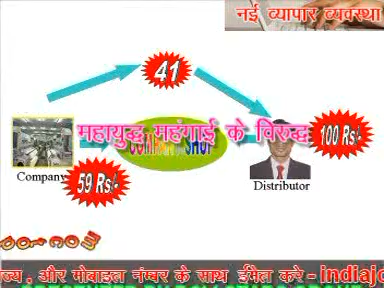 नई व्यापार व्यवस्था
41
महायुद्ध महंगाई के विरुद्ध
100 Rs/-
Company
59 Rs/-
Distributor
ज्य , और मोबाइल नंबर के साथ ईमेल करे - indiajo